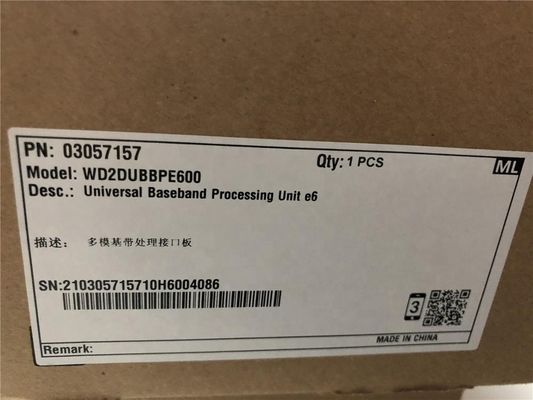 PN: 03057157
Qty: 1 PCS
ML
Model: WD2DUBBPE600
Desc.: Universal Baseband Processing Unit e6
描述: 多模基带处理接口板
SN:210305715710H6004086
3
MADE IN CHINA
Remark: